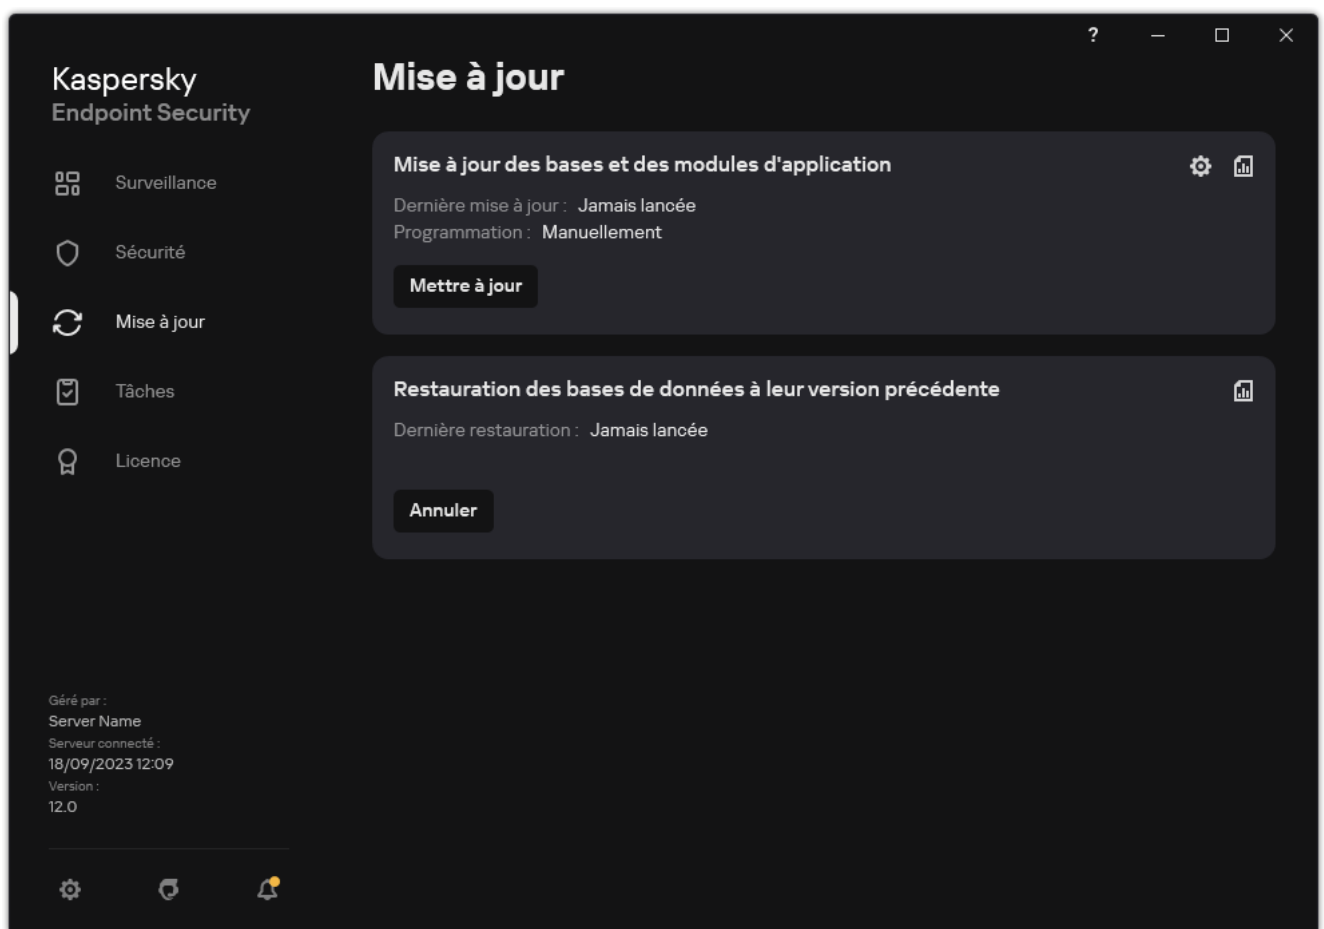 ?
Kaspersky
Endpoint Security
Surveillance
Sécurité
Mise à jour
Tâches
Licence
Géré par :
Server Name
Serveur connecté :
18/09/2023 12:09
Version :
12.0
Mise à jour
Mise à jour des bases et des modules d'application
Dernière mise à jour : Jamais lancée
Programmation : Manuellement
Mettre à jour
Restauration des bases de données à leur version précédente
Dernière restauration : Jamais lancée
Annuler